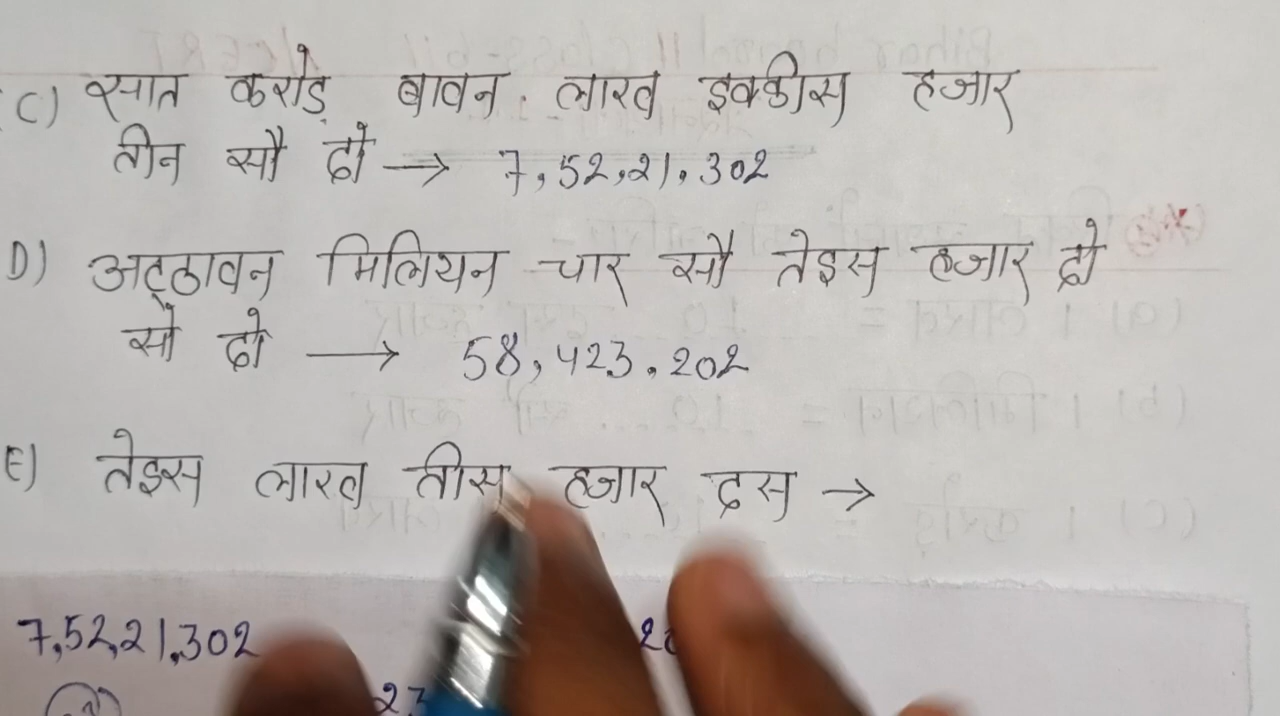 C) सात करोड़ बावन लाख इक्कीस हजार
तीन सौ दो → 7,52,21,302
D) अट्ठावन मिलियन चार सौ तेइस हजार दो
सौ दो → 58,423,202
E) तेइस लाख तीस हजार दस →
7,52,21,302